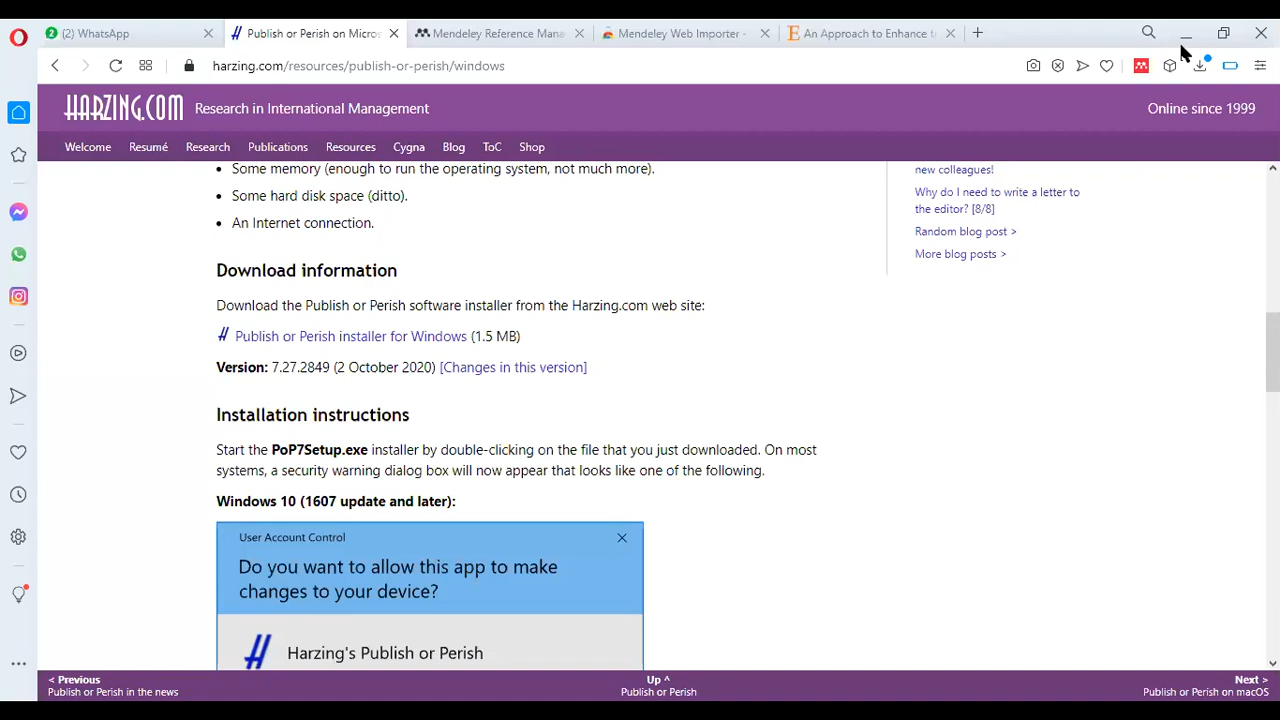 2
(2) WhatsApp
Publish or Perish on Micros
Mendeley Reference Mana
Mendeley Web Importer -
An Approach to Enhance t
harzing.com/resources/publish-or-perish/windows
HARZING.COM Research in International Management
Online since 1999
Welcome Resumé Research Publications Resources Cygna Blog ToC Shop
• Some memory (enough to run the operating system, not much more).
• Some hard disk space (ditto).
• An Internet connection.
new colleagues!
Why do I need to write a letter to
the editor? [8/8]
Random blog post >
More blog posts >
Download information
Download the Publish or Perish software installer from the Harzing.com web site:
Publish or Perish installer for Windows (1.5 MB)
Version: 7.27.2849 (2 October 2020) [Changes in this version]
Installation instructions
Start the PoP7Setup.exe installer by double-clicking on the file that you just downloaded. On most
systems, a security warning dialog box will now appear that looks like one of the following.
Windows 10 (1607 update and later):
User Account Control
Do you want to allow this app to make
changes to your device?
Harzing's Publish or Perish
< Previous
Publish or Perish in the news
Up ^
Publish or Perish
Next >
Publish or Perish on macOS